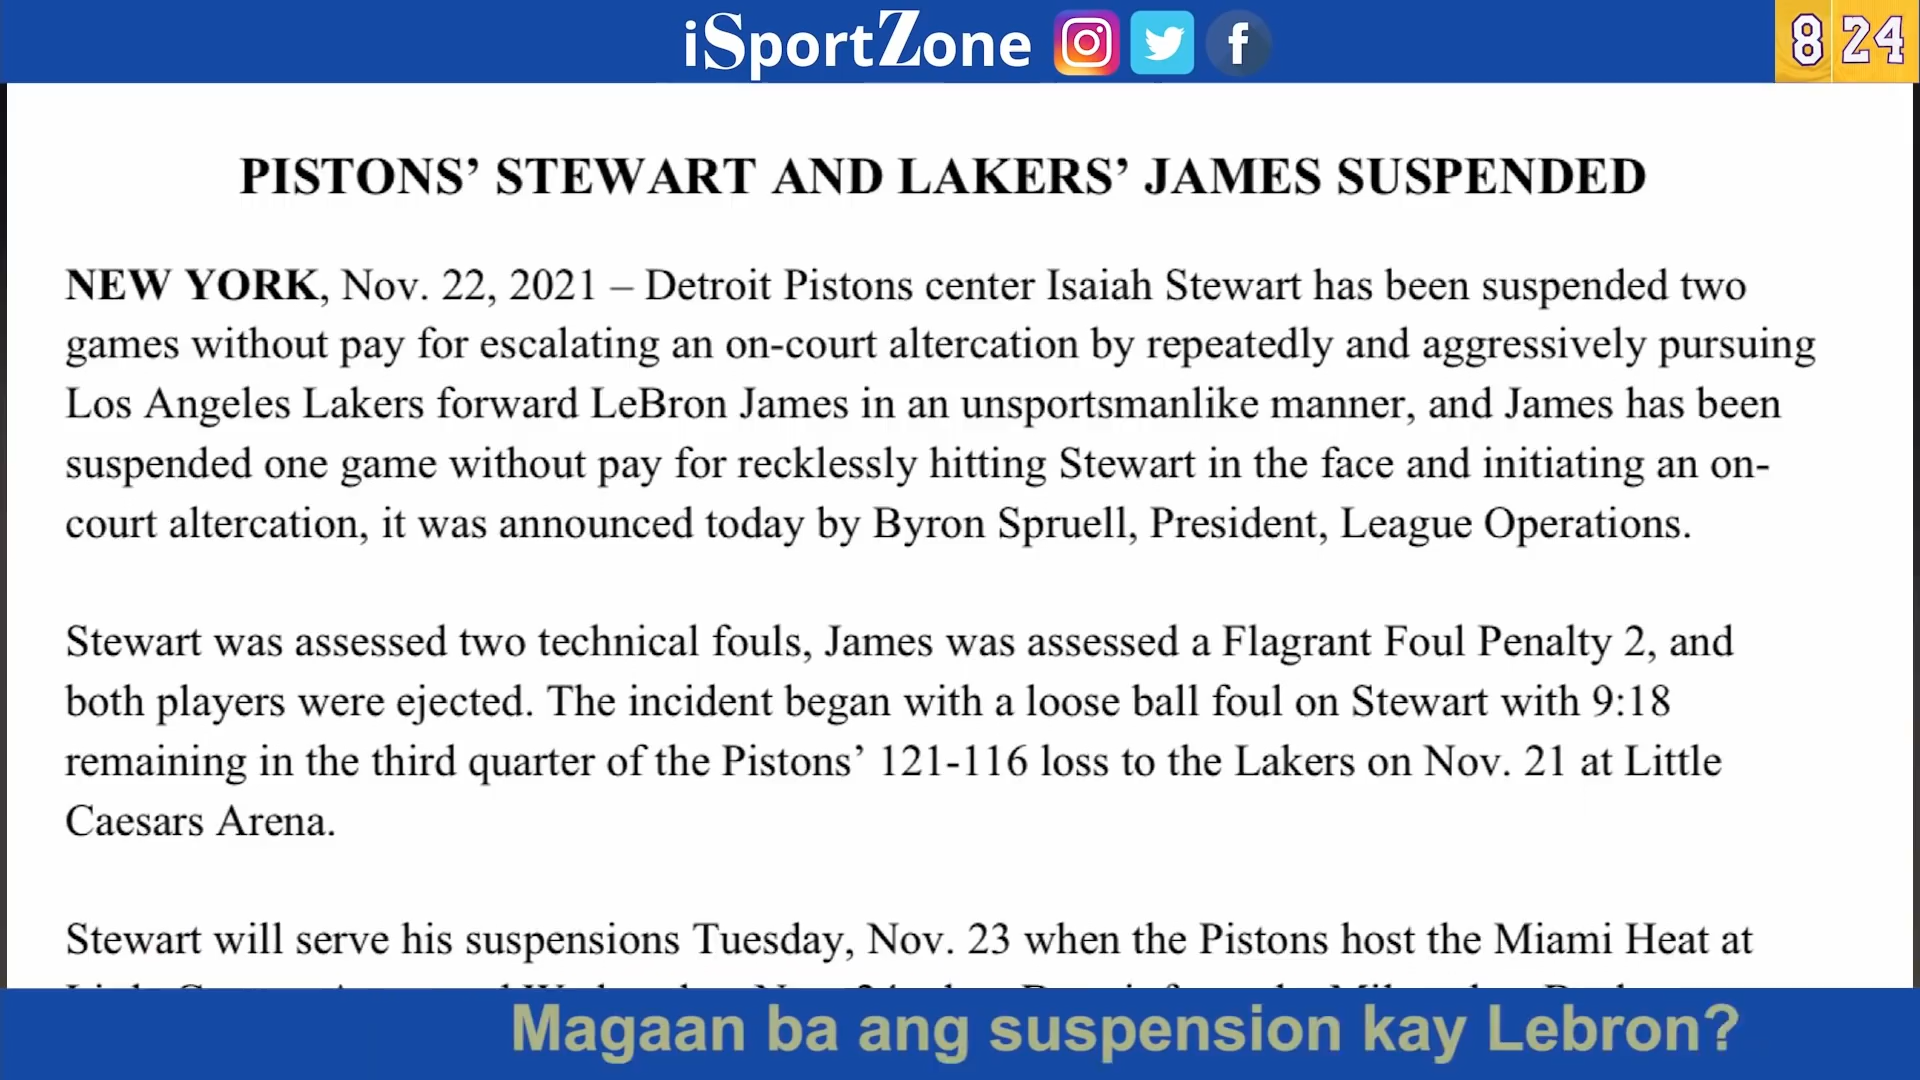 iSportZone
8 24
PISTONS’ STEWART AND LAKERS’ JAMES SUSPENDED
NEW YORK, Nov. 22, 2021 – Detroit Pistons center Isaiah Stewart has been suspended two
games without pay for escalating an on-court altercation by repeatedly and aggressively pursuing
Los Angeles Lakers forward LeBron James in an unsportsmanlike manner, and James has been
suspended one game without pay for recklessly hitting Stewart in the face and initiating an on-
court altercation, it was announced today by Byron Spruell, President, League Operations.
Stewart was assessed two technical fouls, James was assessed a Flagrant Foul Penalty 2, and
both players were ejected. The incident began with a loose ball foul on Stewart with 9:18
remaining in the third quarter of the Pistons’ 121-116 loss to the Lakers on Nov. 21 at Little
Caesars Arena.
Stewart will serve his suspensions Tuesday, Nov. 23 when the Pistons host the Miami Heat at
Magaan ba ang suspension kay Lebron?